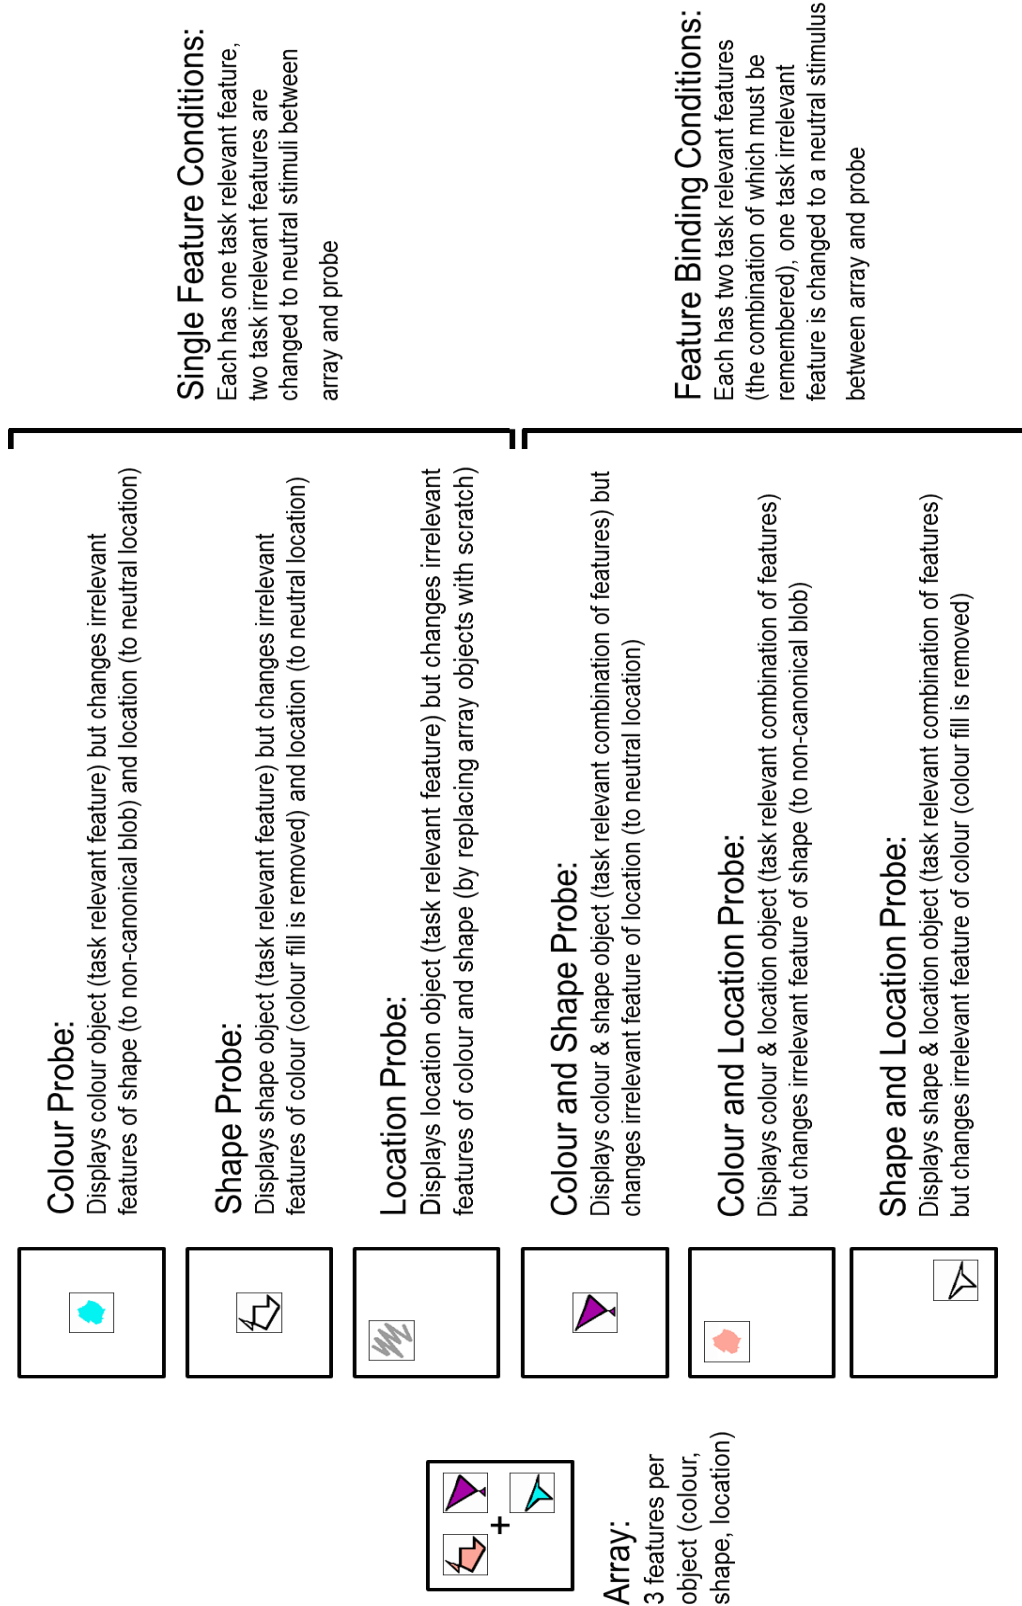 Array:
3 features per
object (colour,
shape, location)
+
Colour Probe:
Displays colour object (task relevant feature) but changes irrelevant
features of shape (to non-canonical blob) and location (to neutral location)
Shape Probe:
Displays shape object (task relevant feature) but changes irrelevant
features of colour (colour fill is removed) and location (to neutral location)
Location Probe:
Displays location object (task relevant feature) but changes irrelevant
features of colour and shape (by replacing array objects with scratch)
Colour and Shape Probe:
Displays colour & shape object (task relevant combination of features) but
changes irrelevant feature of location (to neutral location)
Colour and Location Probe:
Displays colour & location object (task relevant combination of features)
but changes irrelevant feature of shape (to non-canonical blob)
Shape and Location Probe:
Displays shape & location object (task relevant combination of features)
but changes irrelevant feature of colour (colour fill is removed)
Single Feature Conditions:
Each has one task relevant feature,
two task irrelevant features are
changed to neutral stimuli between
array and probe
Feature Binding Conditions:
Each has two task relevant features
(the combination of which must be
remembered), one task irrelevant
feature is changed to a neutral stimulus
between array and probe